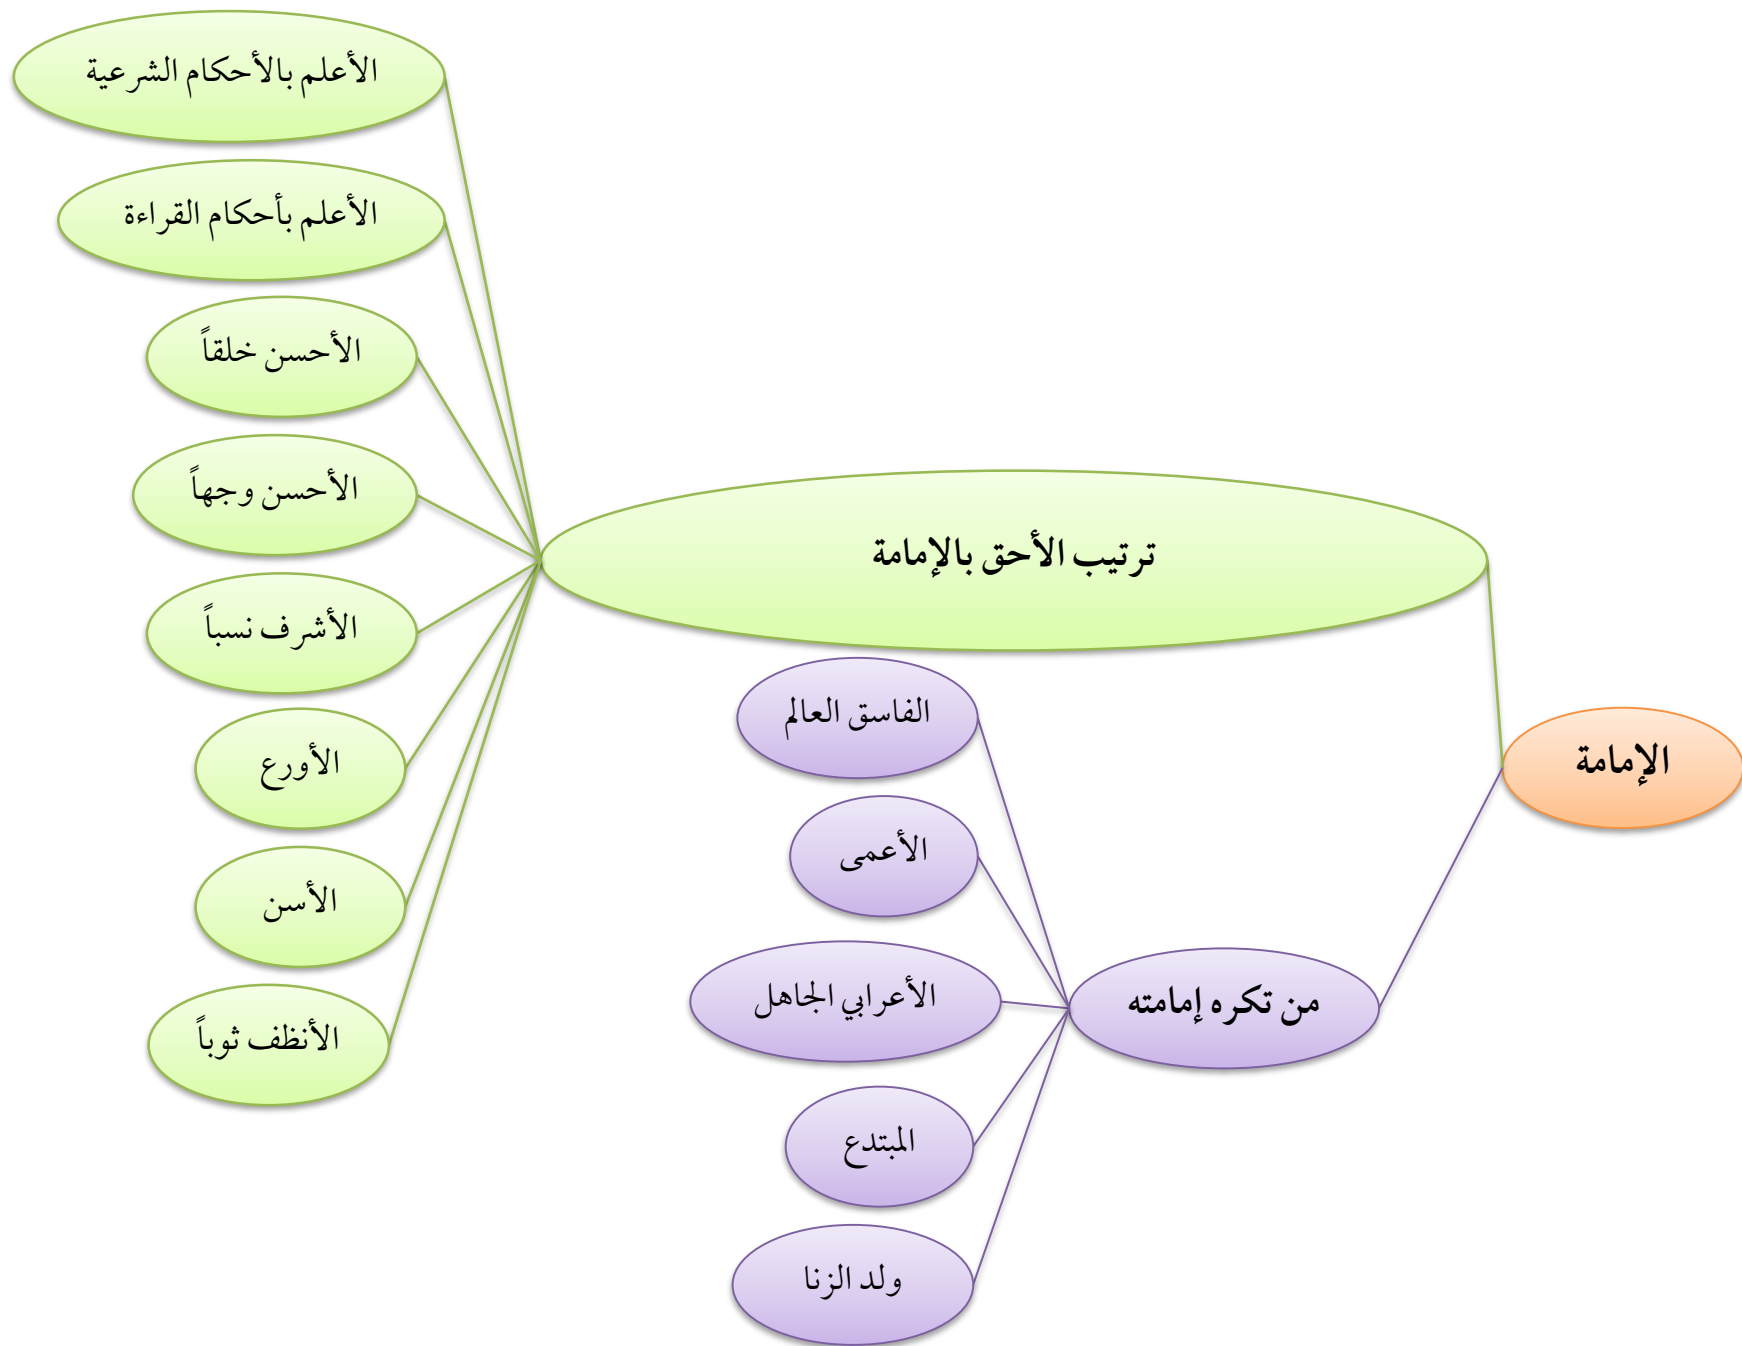 الإمامة
ترتيب الأحق بالإمامة
الأعلم بالأحكام الشرعية
الأعلم بأحكام القراءة
الأحسن خلقاً
الأحسن وجهاً
الأشرف نسباً
الأورع
الأسن
الأنظف ثوباً
من تكره إمامته
الفاسق العالم
الأعمى
الأعرابي الجاهل
المبتدع
ولد الزنا